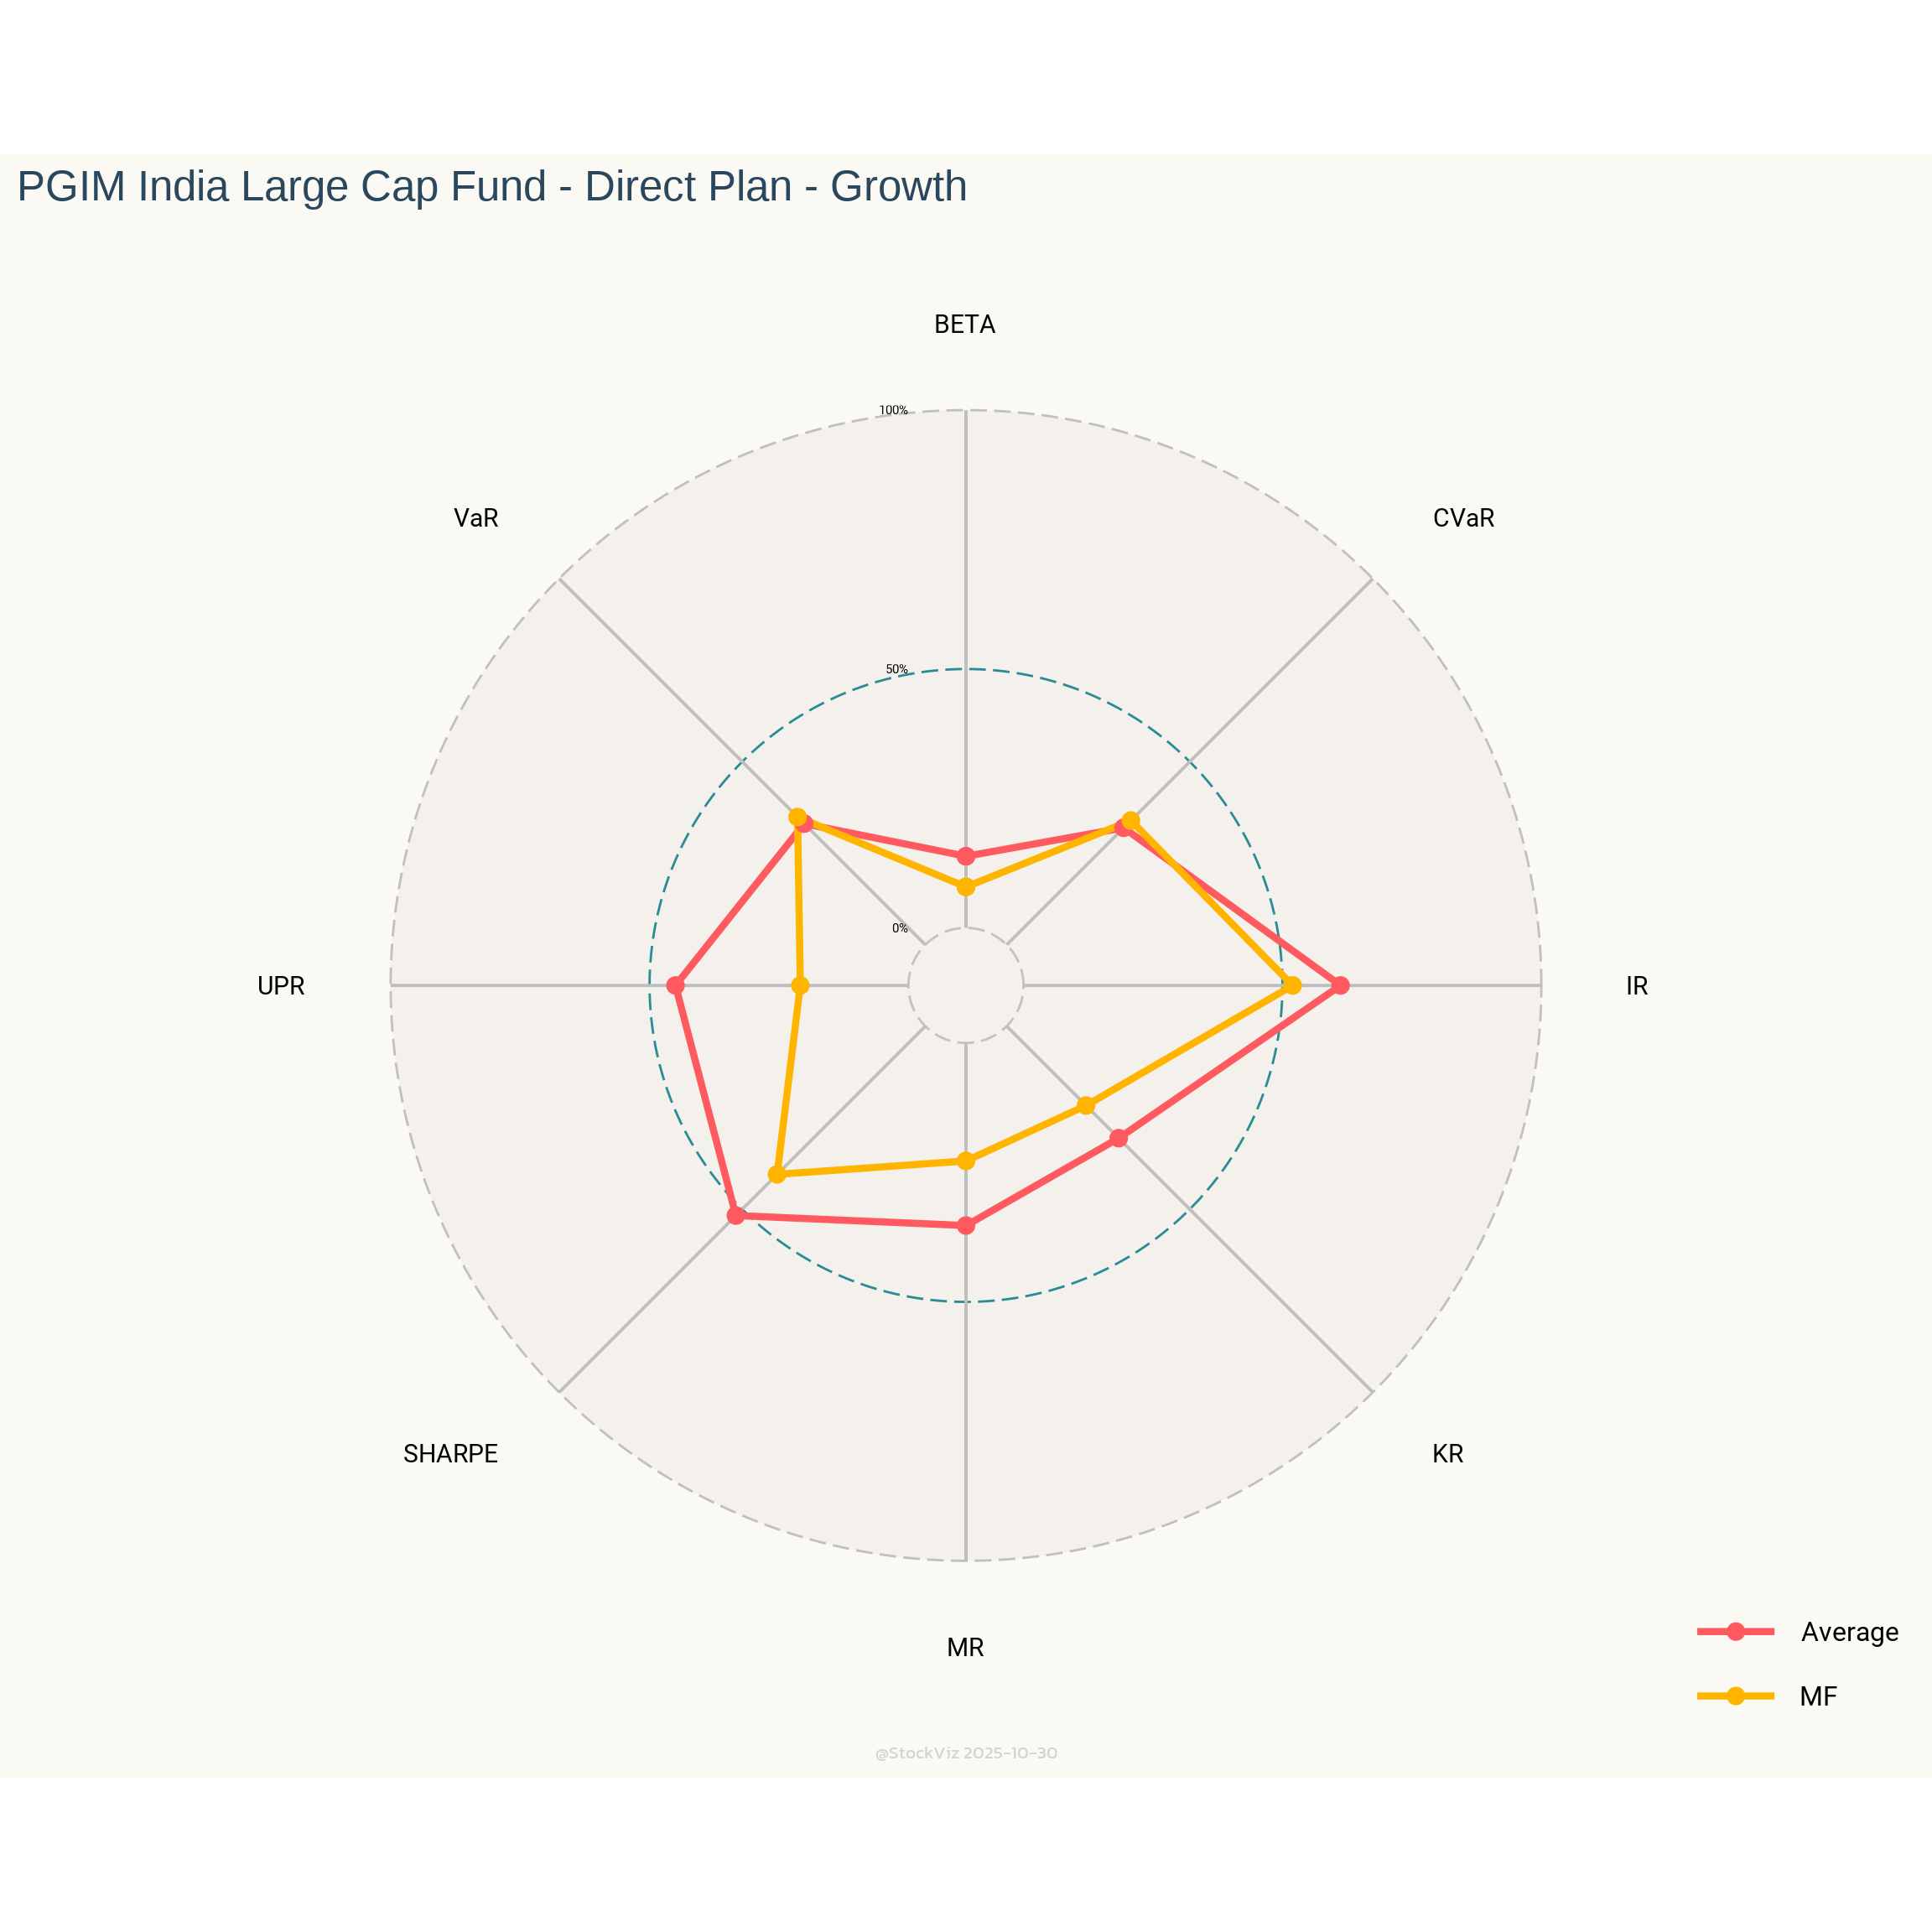 PGIM India Large Cap Fund - Direct Plan - Growth
BETA
100%
VaR
CVaR
50%
0%
UPR
IR
SHARPE
KR
MR
Average
MF
@StockViz 2025-10-30